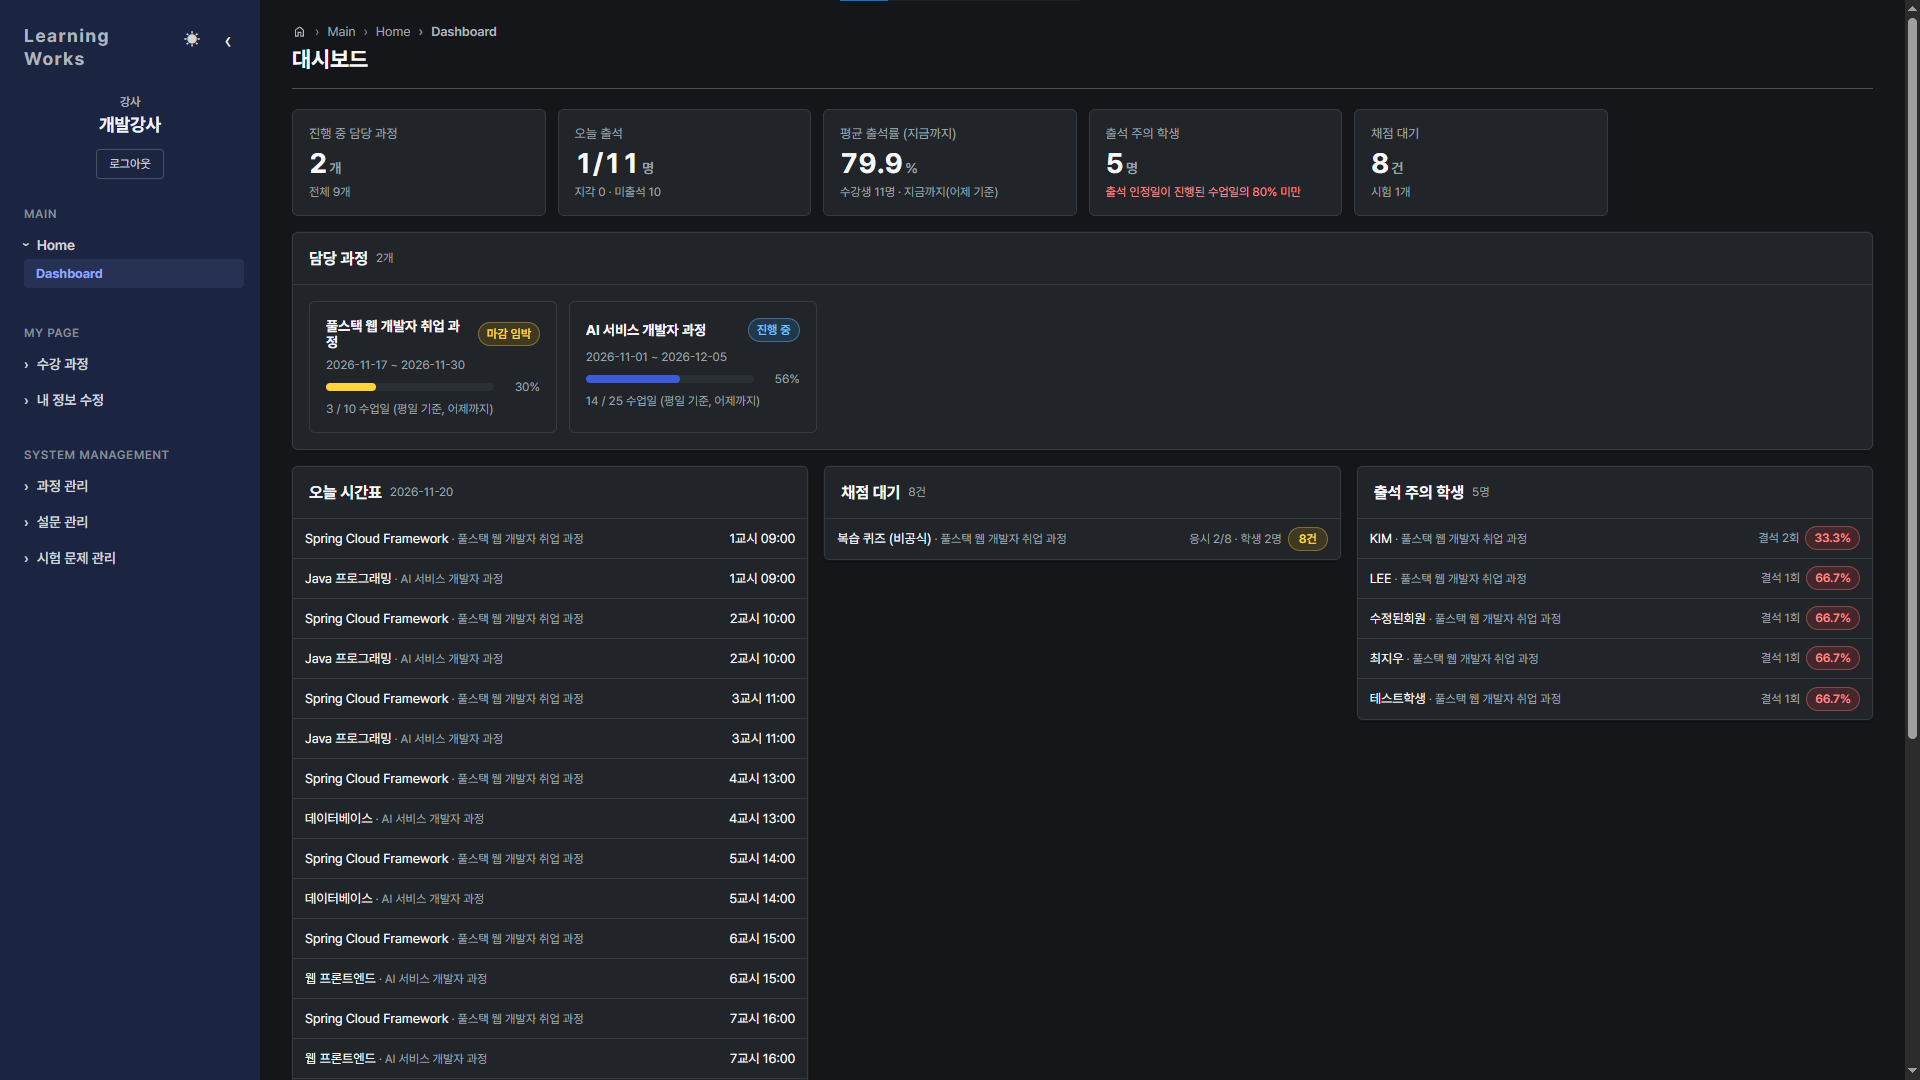 Learning
Works
강사
개발강사
로그아웃
MAIN
Home
Dashboard
MY PAGE
› 수강 과정
› 내 정보 수정
SYSTEM MANAGEMENT
› 과정 관리
› 설문 관리
› 시험 문제 관리
› Main › Home › Dashboard
대시보드
진행 중 담당 과정
2개
전체 9개
오늘 출석
1/11 명
지각 0 · 미출석 10
평균 출석률 (지금까지)
79.9 %
수강생 11명 · 지금까지(어제 기준)
출석 주의 학생
5명
출석 인정일이 진행된 수업일의 80% 미만
채점 대기
8건
시험 1개
담당 과정 2개
풀스택 웹 개발자 취업 과
정
마감 임박
2026-11-17 ~ 2026-11-30
30%
3 / 10 수업일 (평일 기준, 어제까지)
AI 서비스 개발자 과정 진행 중
2026-11-01 ~ 2026-12-05
56%
14 / 25 수업일 (평일 기준, 어제까지)
오늘 시간표 2026-11-20
Spring Cloud Framework · 풀스택 웹 개발자 취업 과정 1교시 09:00
Java 프로그래밍 · AI 서비스 개발자 과정 1교시 09:00
Spring Cloud Framework · 풀스택 웹 개발자 취업 과정 2교시 10:00
Java 프로그래밍 · AI 서비스 개발자 과정 2교시 10:00
Spring Cloud Framework · 풀스택 웹 개발자 취업 과정 3교시 11:00
Java 프로그래밍 · AI 서비스 개발자 과정 3교시 11:00
Spring Cloud Framework · 풀스택 웹 개발자 취업 과정 4교시 13:00
데이터베이스 · AI 서비스 개발자 과정 4교시 13:00
Spring Cloud Framework · 풀스택 웹 개발자 취업 과정 5교시 14:00
데이터베이스 · AI 서비스 개발자 과정 5교시 14:00
Spring Cloud Framework · 풀스택 웹 개발자 취업 과정 6교시 15:00
웹 프론트엔드 · AI 서비스 개발자 과정 6교시 15:00
Spring Cloud Framework · 풀스택 웹 개발자 취업 과정 7교시 16:00
웹 프론트엔드 · AI 서비스 개발자 과정 7교시 16:00
채점 대기 8건
복습 퀴즈 (비공식) · 풀스택 웹 개발자 취업 과정 응시 2/8 · 학생 2명 8건
출석 주의 학생 5명
KIM · 풀스택 웹 개발자 취업 과정 결석 2회 33.3%
LEE · 풀스택 웹 개발자 취업 과정 결석 1회 66.7%
수정된회원 · 풀스택 웹 개발자 취업 과정 결석 1회 66.7%
최지우 · 풀스택 웹 개발자 취업 과정 결석 1회 66.7%
테스트학생 · 풀스택 웹 개발자 취업 과정 결석 1회 66.7%